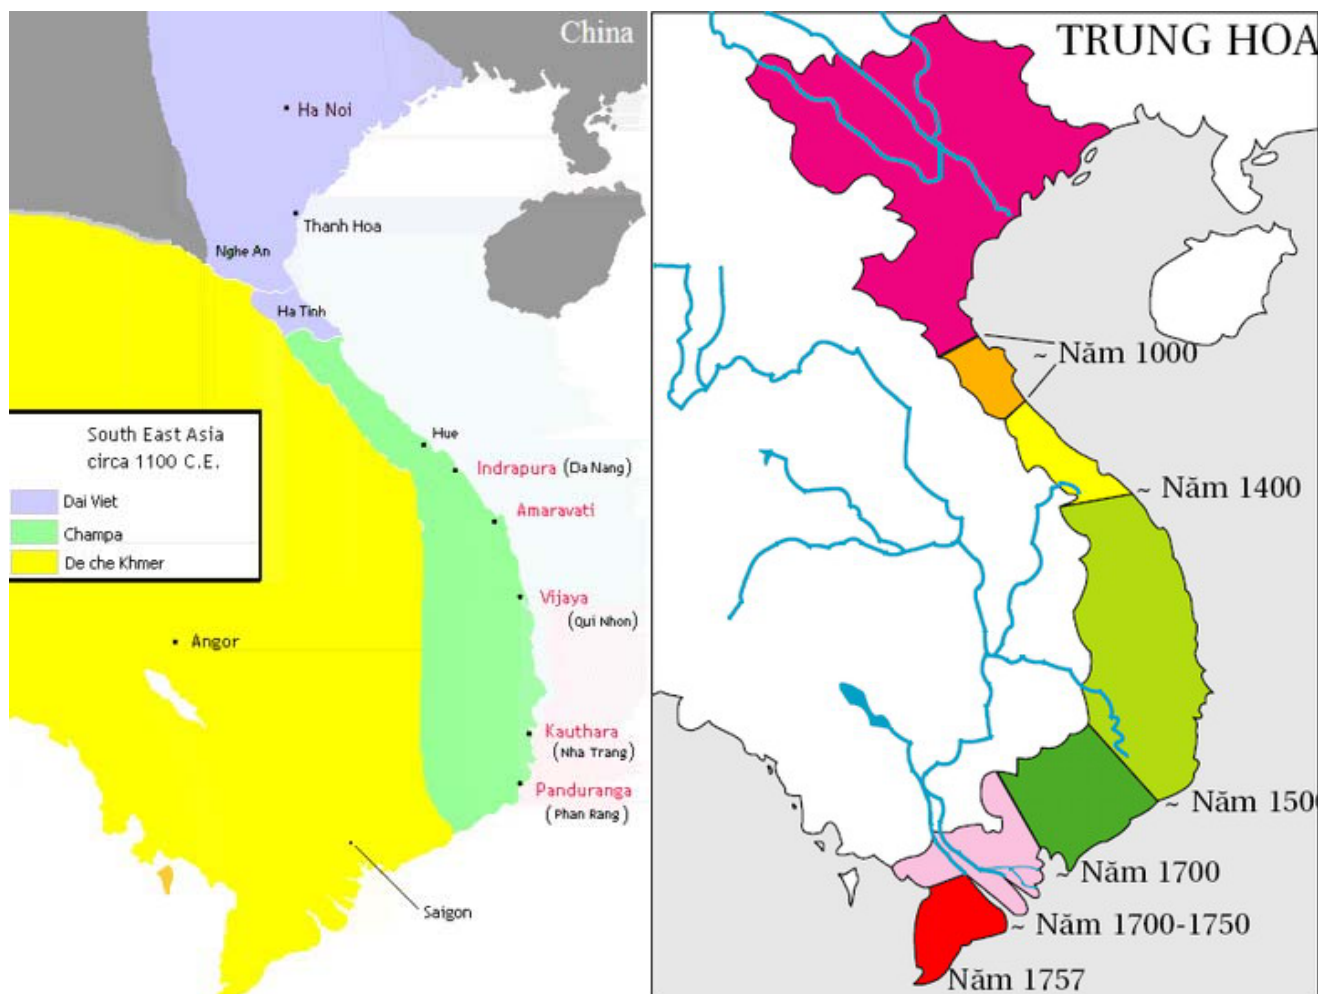 China
Ha Noi
Thanh Hoa
Nghe An
Ha Tinh
Hue
South East Asia
circa 1100 C.E.
Dai Viet
Champa
De che Khmer
Indrapura (Da Nang)
Amaravati
Vijaya
(Qui Nhon)
Angor
Kauthara
(Nha Trang)
Panduranga
(Phan Rang)
Saigon
TRUNG HOA
~ Năm 1000
~ Năm 1400
~ Năm 1500
~ Năm 1700
~ Năm 1700-1750
Năm 1757